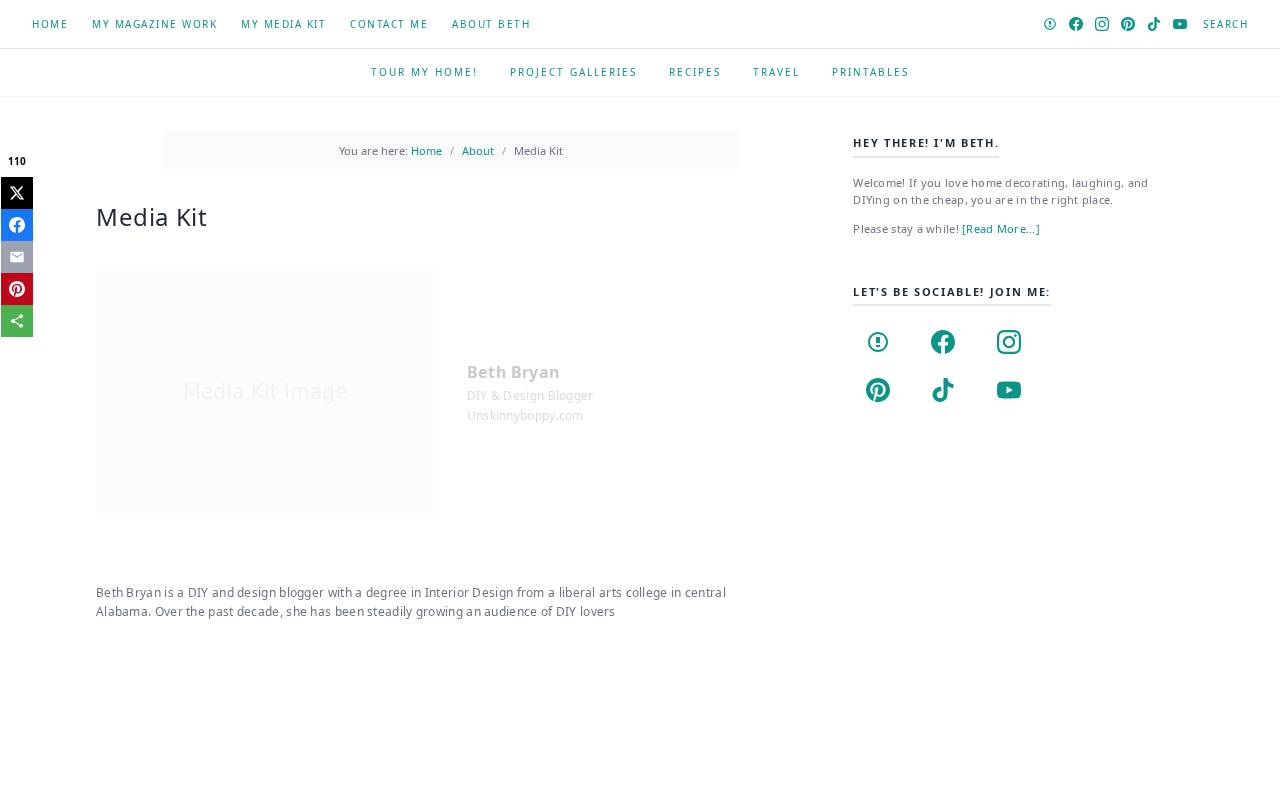 HOME MY MAGAZINE WORK MY MEDIA KIT CONTACT ME ABOUT BETH SEARCH
TOUR MY HOME! PROJECT GALLERIES RECIPES TRAVEL PRINTABLES
You are here: Home / About / Media Kit
110
Media Kit
Media Kit Image
Beth Bryan
DIY & Design Blogger
Unskinnyboppy.com
Beth Bryan is a DIY and design blogger with a degree in Interior Design from a liberal arts college in central
Alabama. Over the past decade, she has been steadily growing an audience of DIY lovers
HEY THERE! I'M BETH.
Welcome! If you love home decorating, laughing, and
DIYing on the cheap, you are in the right place.
Please stay a while! [Read More...]
LET'S BE SOCIABLE! JOIN ME: